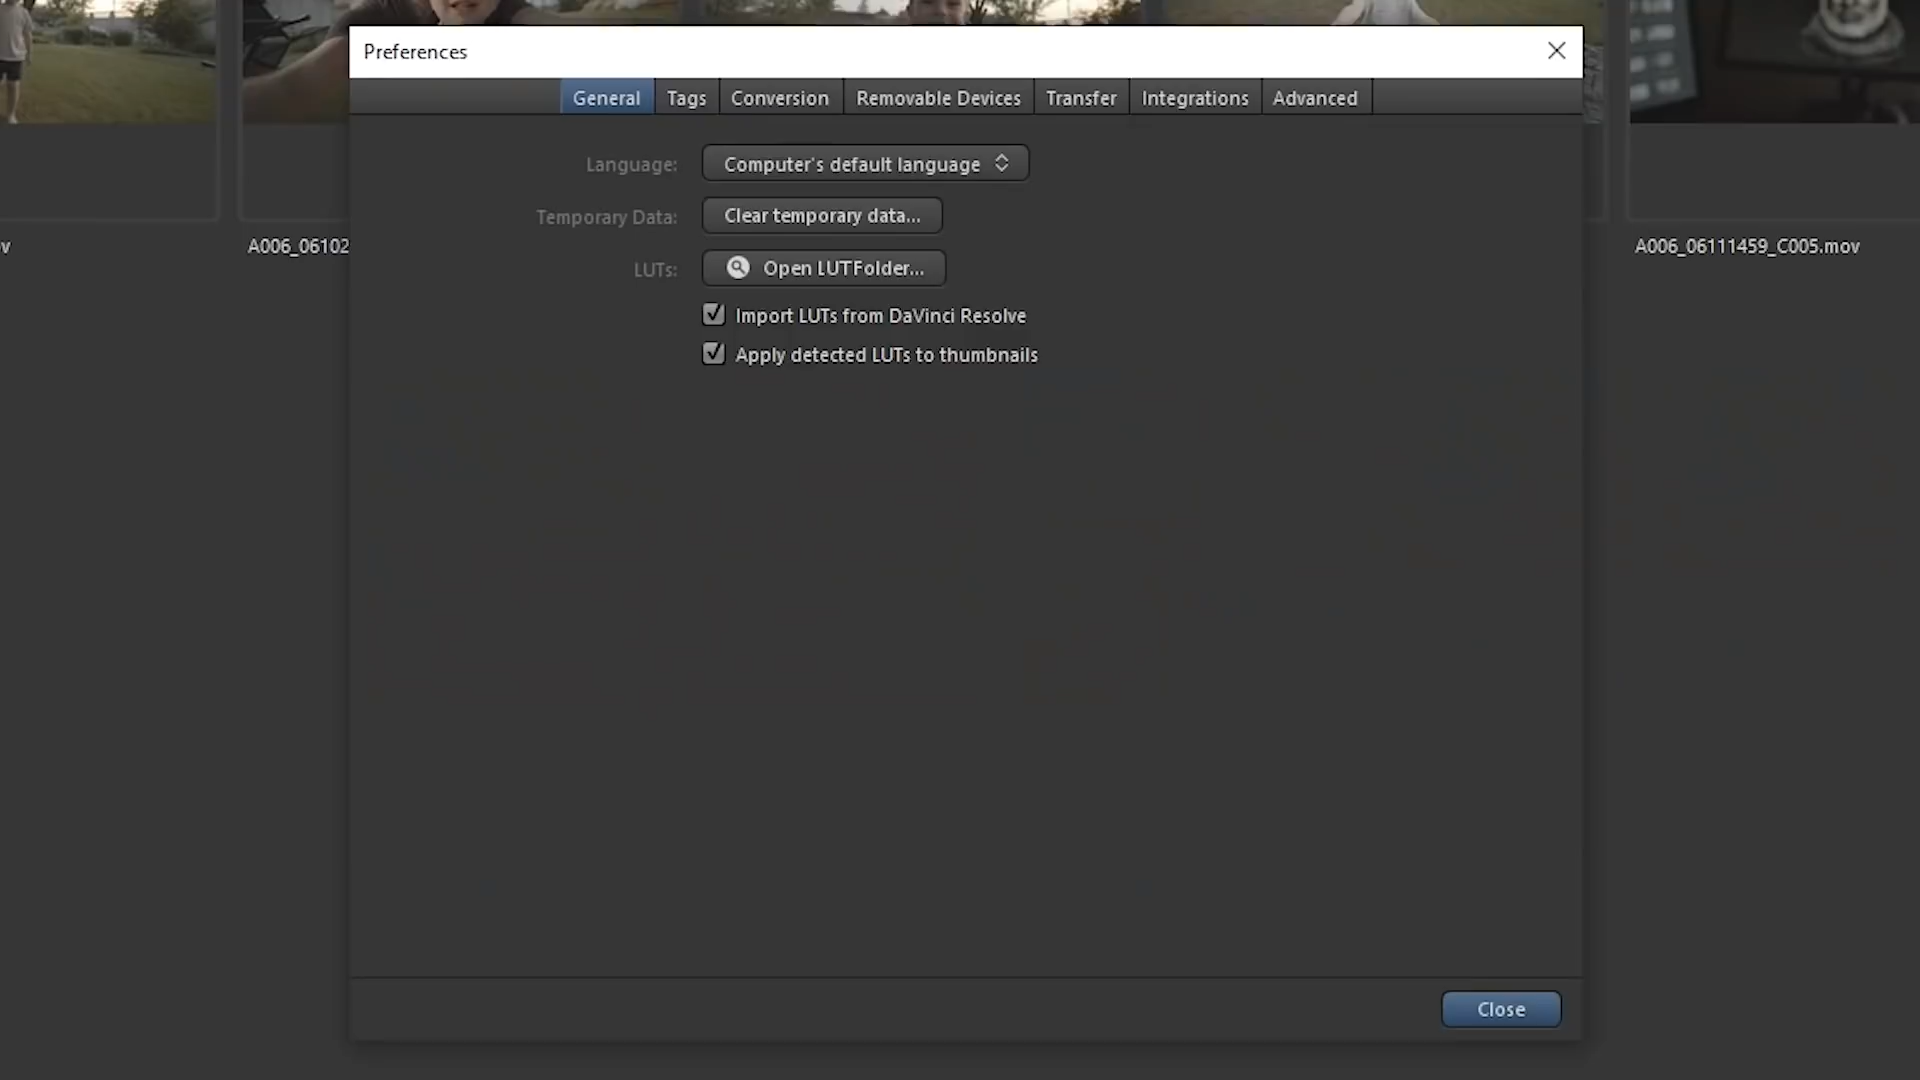 Preferences
General Tags Conversion Removable Devices Transfer Integrations Advanced
Language: Computer's default language
Temporary Data: Clear temporary data...
LUTs: Open LUTFolder...
Import LUTs from DaVinci Resolve
Apply detected LUTs to thumbnails
A006_06102
A006_06111459_C005.mov
Close